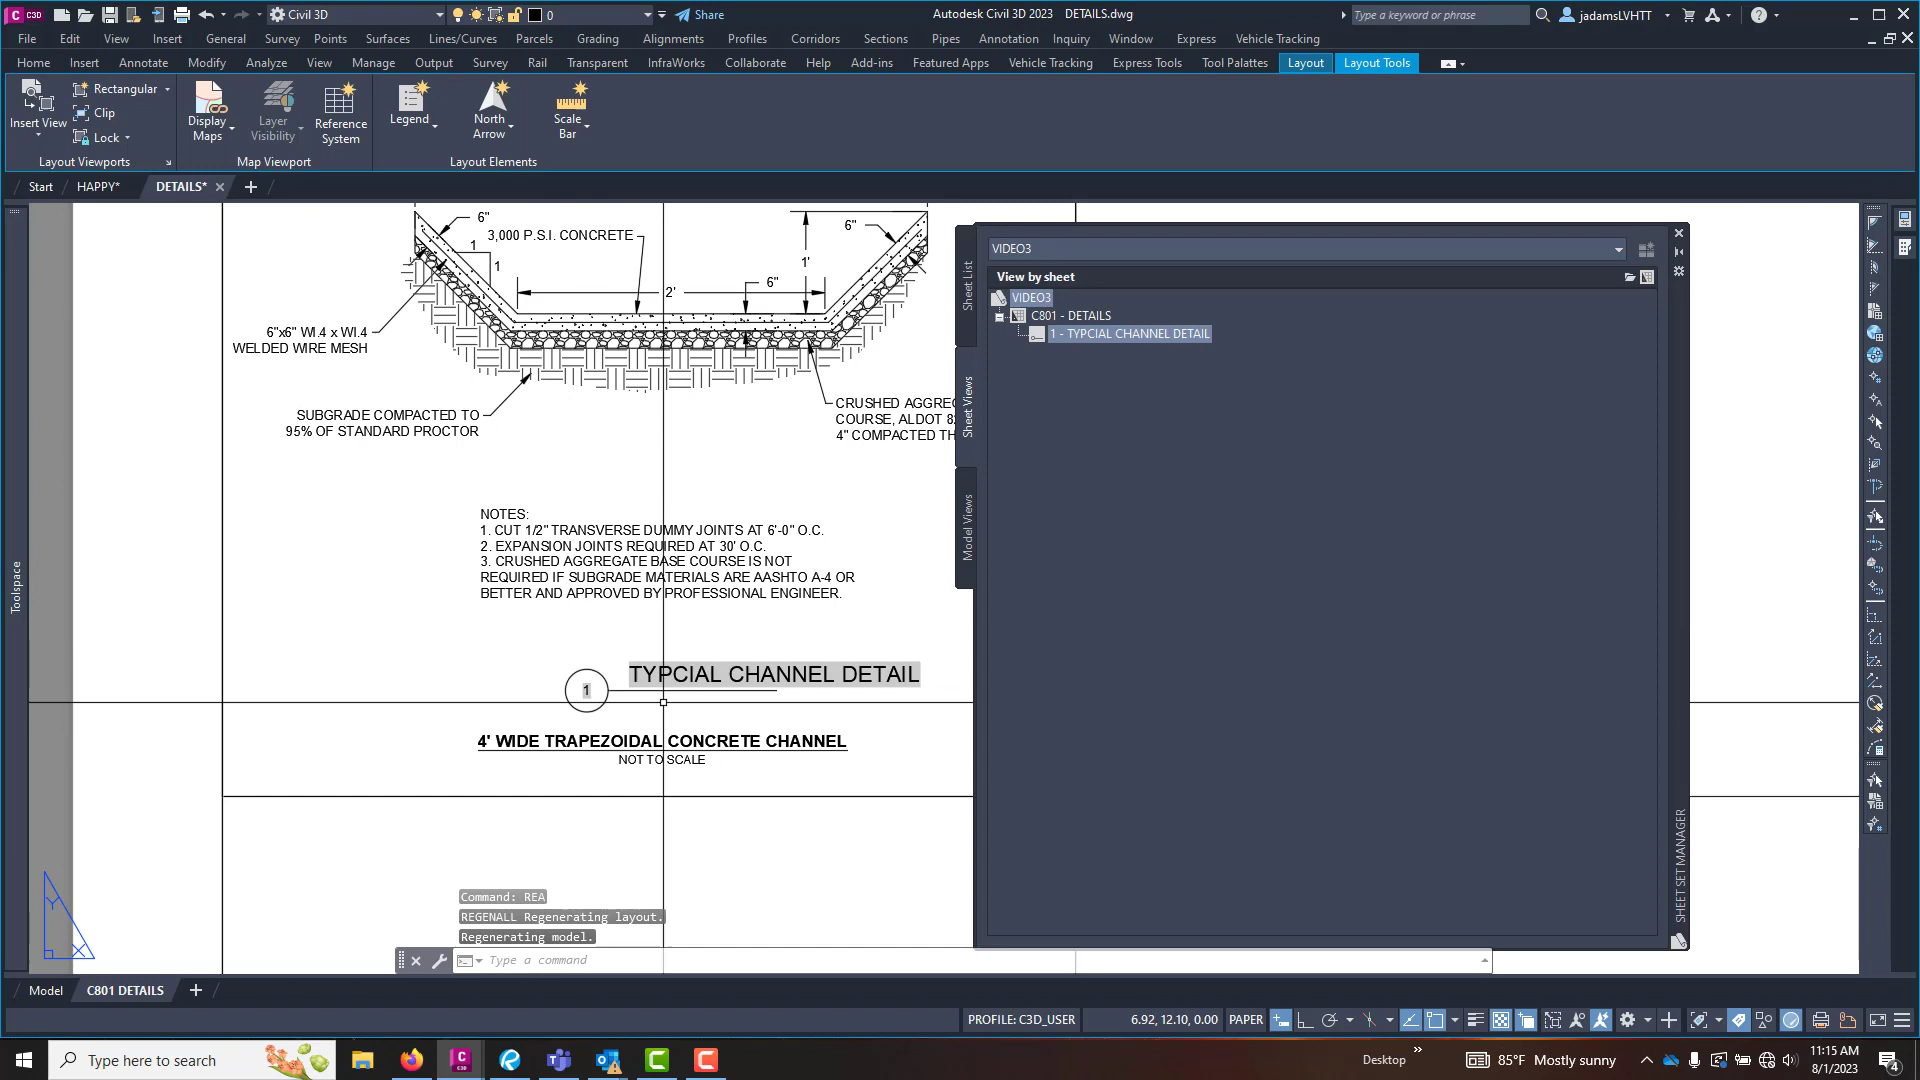 C3D
Civil 3D
0
Share
Autodesk Civil 3D 2023 DETAILS.dwg
Type a keyword or phrase
jadamsLVHTT
File Edit View Insert General Survey Points Surfaces Lines/Curves Parcels Grading Alignments Profiles Corridors Sections Pipes Annotation Inquiry Window Express Vehicle Tracking
Home Insert Annotate Modify Analyze View Manage Output Survey Rail Transparent InfraWorks Collaborate Help Add-ins Featured Apps Vehicle Tracking Express Tools Tool Palettes Layout Layout Tools
Insert View
Rectangular
Clip
Lock
Layout Viewports
Display
Maps
Layer
Visibility
Reference
System
Map Viewport
Legend
North
Arrow
Scale
Bar
Layout Elements
Start HAPPY* DETAILS*
Toolspace
6"
3,000 P.S.I. CONCRETE
1
1
2'
6"
1'
6"
6"x6" WI.4 x WI.4
WELDED WIRE MESH
SUBGRADE COMPACTED TO
95% OF STANDARD PROCTOR
CRUSHED AGGREG
COURSE, ALDOT 8
4" COMPACTED TH
NOTES:
1. CUT 1/2" TRANSVERSE DUMMY JOINTS AT 6'-0" O.C.
2. EXPANSION JOINTS REQUIRED AT 30' O.C.
3. CRUSHED AGGREGATE BASE COURSE IS NOT
REQUIRED IF SUBGRADE MATERIALS ARE AASHTO A-4 OR
BETTER AND APPROVED BY PROFESSIONAL ENGINEER.
TYPCIAL CHANNEL DETAIL
1
4' WIDE TRAPEZOIDAL CONCRETE CHANNEL
NOT TO SCALE
Y
X
Sheet List
Sheet Views
Model Views
VIDEO3
View by sheet
VIDEO3
C801 - DETAILS
1 - TYPCIAL CHANNEL DETAIL
SHEET SET MANAGER
Command: REA
REGENALL Regenerating layout.
Regenerating model.
Type a command
Model C801 DETAILS
PROFILE: C3D_USER
6.92, 12.10, 0.00
PAPER
Type here to search
Desktop
85°F Mostly sunny
11:15 AM
8/1/2023
4